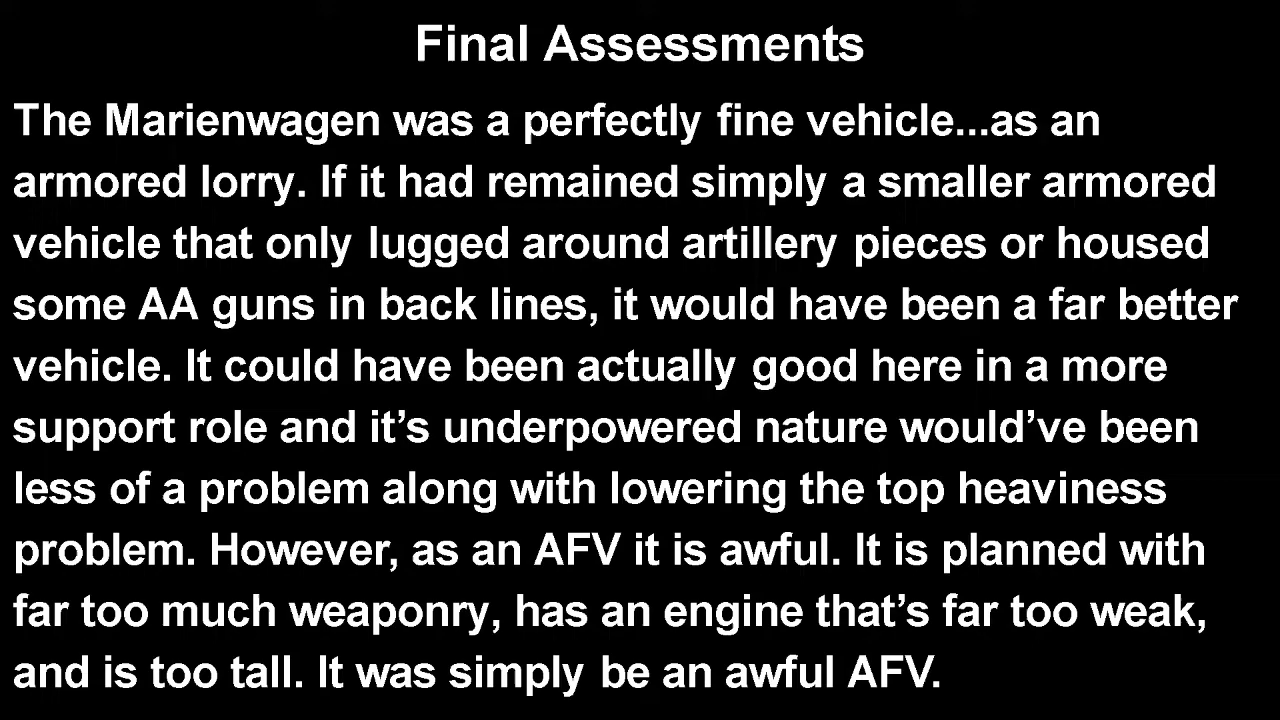 Final Assessments
The Marienwagen was a perfectly fine vehicle...as an
armored lorry. If it had remained simply a smaller armored
vehicle that only lugged around artillery pieces or housed
some AA guns in back lines, it would have been a far better
vehicle. It could have been actually good here in a more
support role and it’s underpowered nature would’ve been
less of a problem along with lowering the top heaviness
problem. However, as an AFV it is awful. It is planned with
far too much weaponry, has an engine that’s far too weak,
and is too tall. It was simply be an awful AFV.